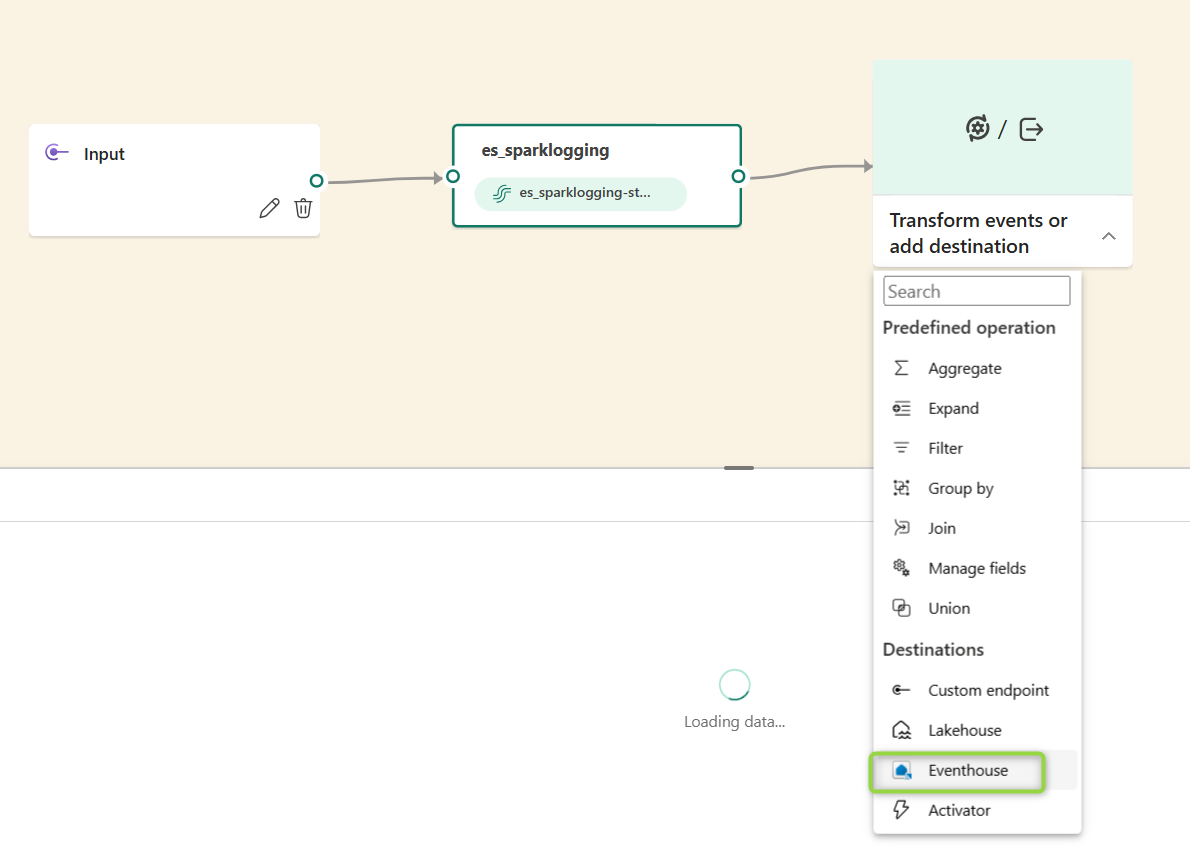 Input
es_sparklogging
es_sparklogging-st...
/
Transform events or
add destination
Search
Predefined operation
Aggregate
Expand
Filter
Group by
Join
Manage fields
Union
Destinations
Custom endpoint
Lakehouse
Eventhouse
Activator
Loading data...